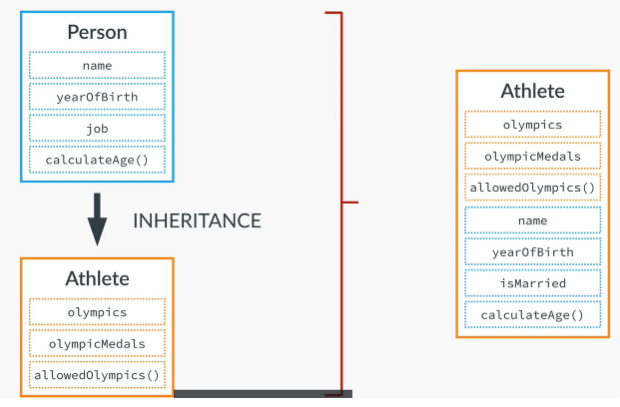 Person
name
yearOfBirth
job
calculateAge()
INHERITANCE
Athlete
olympics
olympicMedals
allowedOlympics()
Athlete
olympics
olympicMedals
allowedOlympics()
name
yearOfBirth
isMarried
calculateAge()